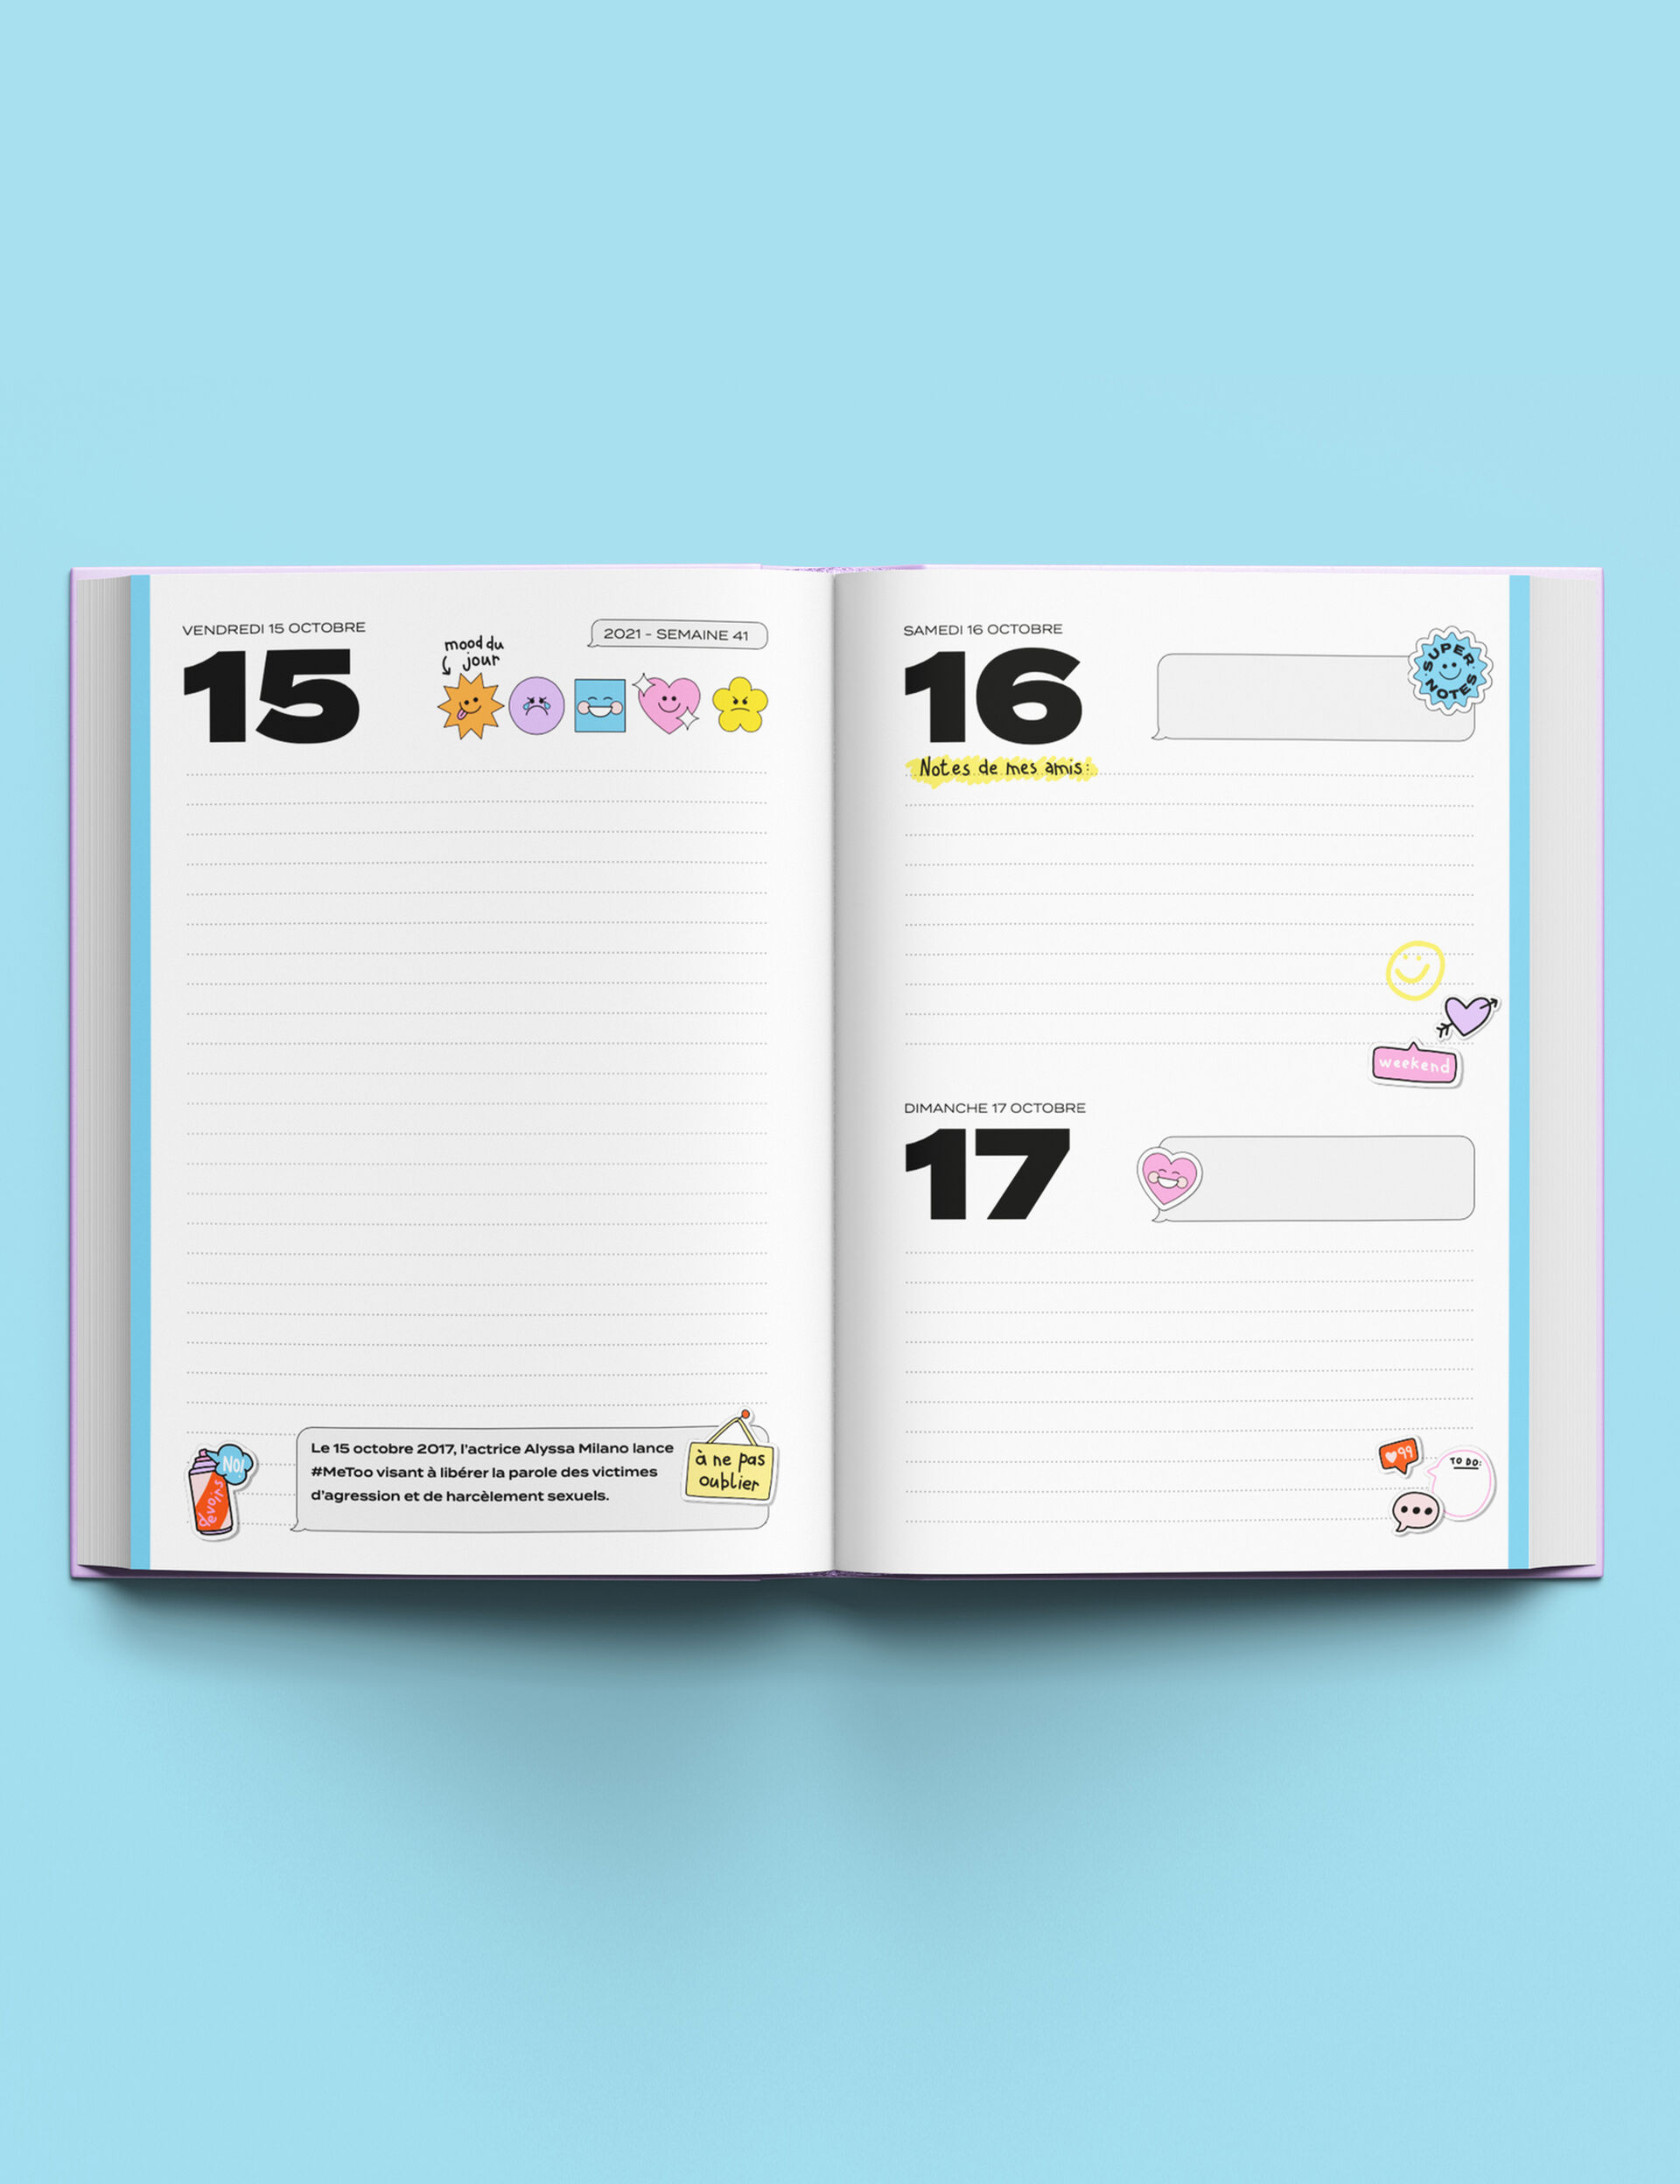 VENDREDI 15 OCTOBRE
15
mood du
jour
2021 - SEMAINE 41
Le 15 octobre 2017, l'actrice Alyssa Milano lance
#MeToo visant à libérer la parole des victimes
d'agression et de harcèlement sexuels.
à ne pas
oublier
NO!
devoirs
SAMEDI 16 OCTOBRE
16
SUPER
NOTES
Notes de mes amis:
weekend
DIMANCHE 17 OCTOBRE
17
99
TO DO: